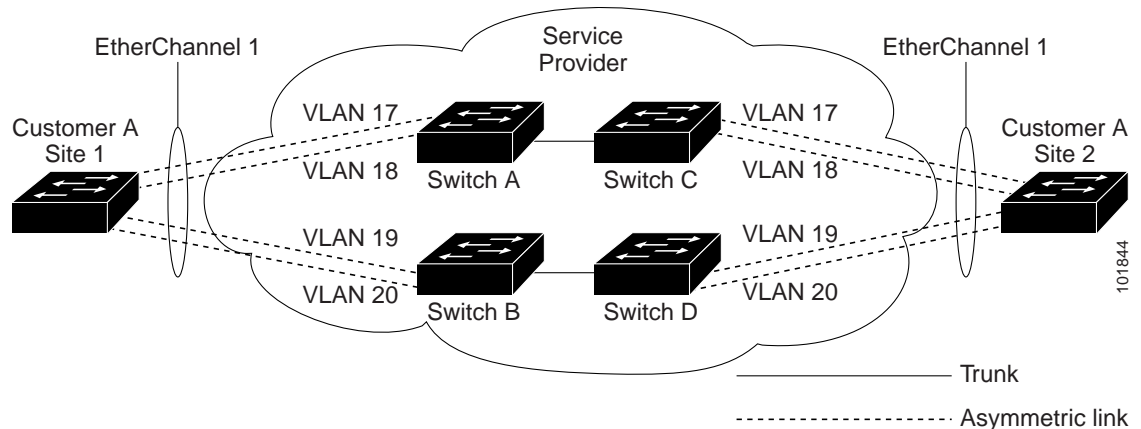 EtherChannel 1
Service
Provider
EtherChannel 1
Customer A
Site 1
VLAN 17
VLAN 18
Switch A
Switch C
VLAN 17
VLAN 18
Customer A
Site 2
VLAN 19
VLAN 20
Switch B
Switch D
VLAN 19
VLAN 20
101844
Trunk
Asymmetric link